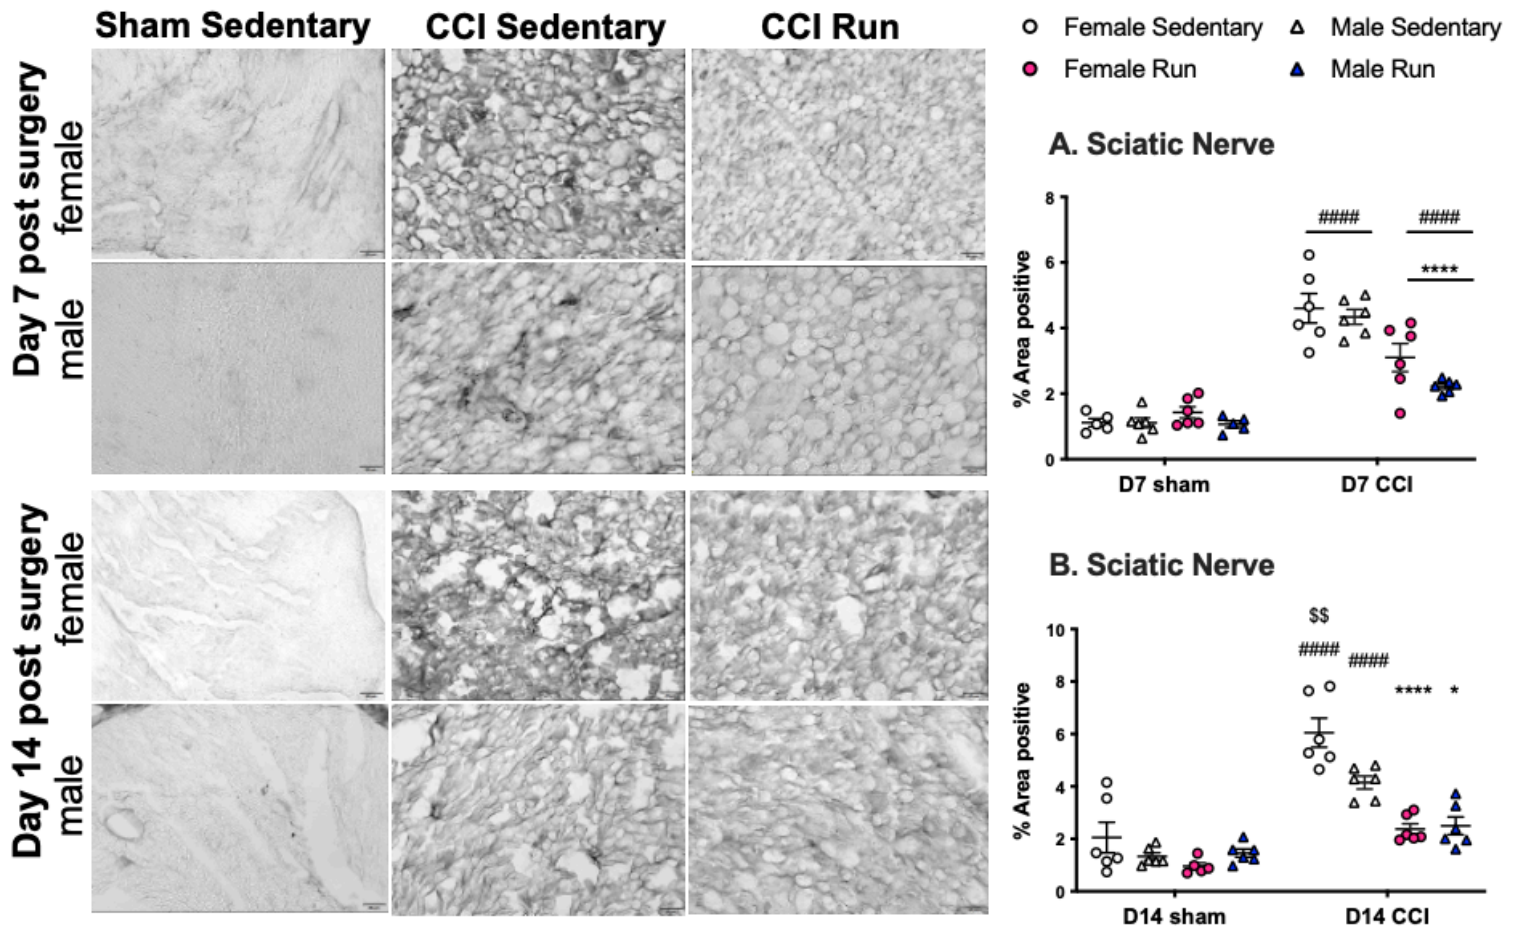 Sham Sedentary
CCI Sedentary
CCI Run
Day 7 post surgery
female
male
Day 14 post surgery
female
male
Female Sedentary
Male Sedentary
Female Run
Male Run
A. Sciatic Nerve
% Area positive
8
6
4
2
0
####
####
****
D7 sham
D7 CCI
B. Sciatic Nerve
% Area positive
10
8
6
4
2
0
$$
####
####
****
*
D14 sham
D14 CCI